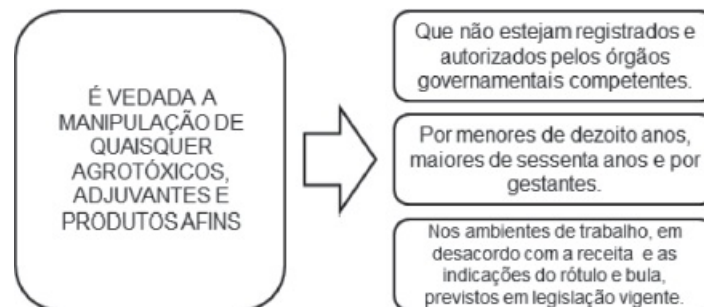 É VEDADA A
MANIPULAÇÃO DE
QUAISQUER
AGROTÓXICOS,
ADJUVANTES E
PRODUTOS AFINS
Que não estejam registrados e
autorizados pelos órgãos
governamentais competentes.
Por menores de dezoito anos,
maiores de sessenta anos e por
gestantes.
Nos ambientes de trabalho, em
desacordo com a receita e as
indicações do rótulo e bula,
previstos em legislação vigente.